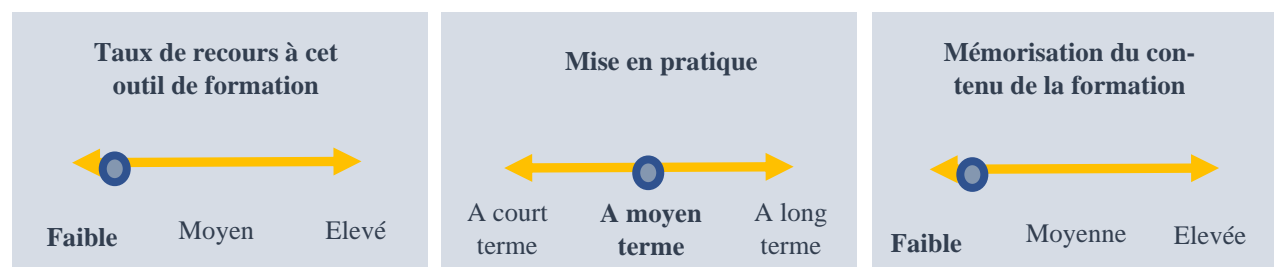 Taux de recours à cet
outil de formation
Faible Moyen Elevé
Mise en pratique
A court
terme
A moyen
terme
A long
terme
Mémorisation du con-
tenu de la formation
Faible Moyenne Elevée